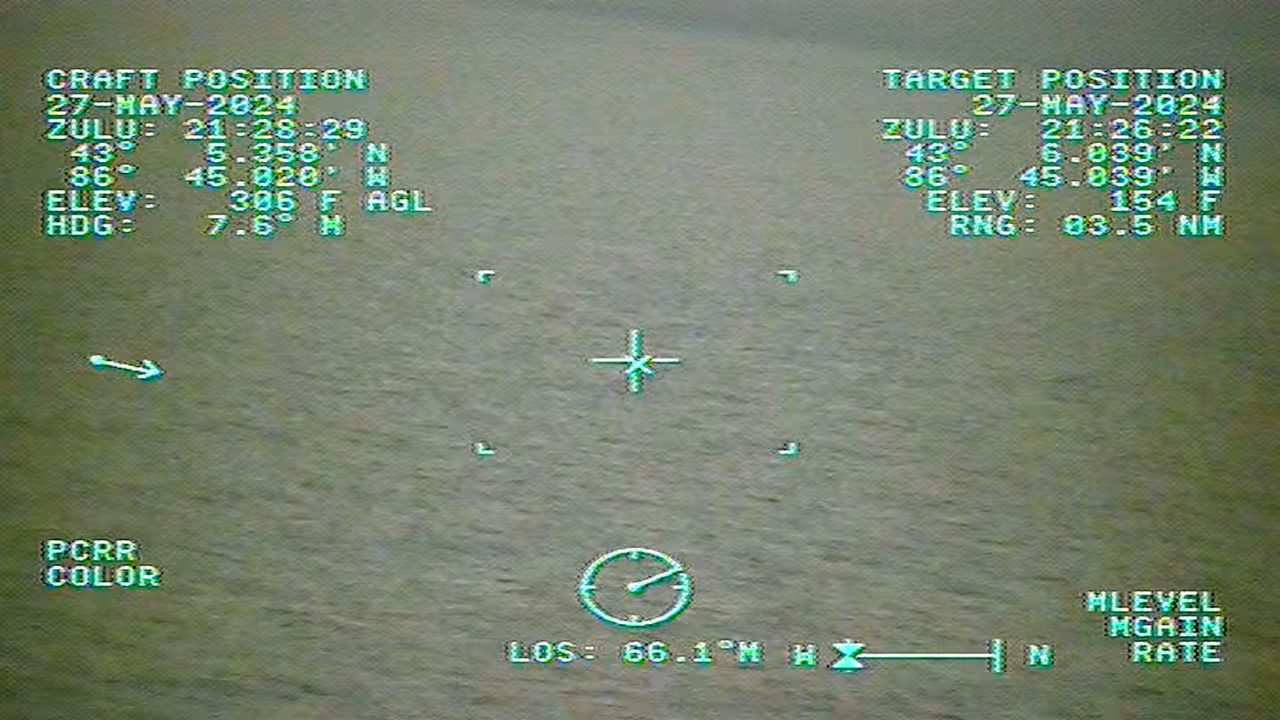 CRAFT POSITION
27-MAY-2024
ZULU: 21:28:29
43° 5.358' N
86° 45.020' W
ELEV: 306 F AGL
HDG: 7.6° M
TARGET POSITION
27-MAY-2024
ZULU: 21:26:22
43° 6.039' N
86° 45.039' W
ELEV: 154 F
RNG: 03.5 NM
PCRR
COLOR
LOS: 66.1°M W N
MLEVEL
MGAIN
RATE